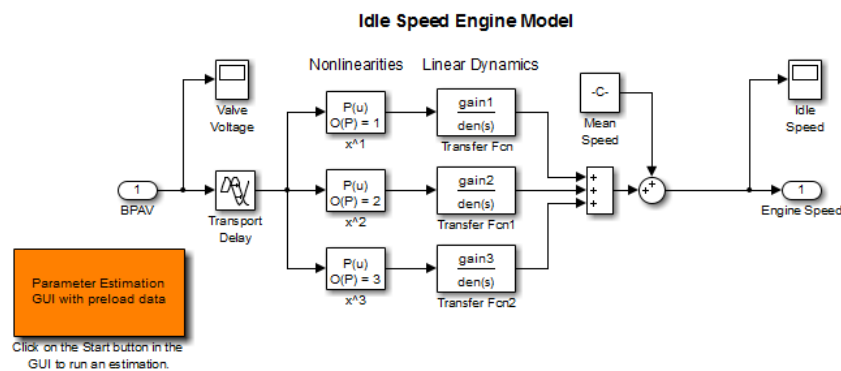 Idle Speed Engine Model
Nonlinearities
Linear Dynamics
Valve
Voltage
P(u)
O(P) = 1
x^1
gain1
den(s)
Transfer Fcn
-C-
Mean
Speed
Idle
Speed
1
BPAV
Transport
Delay
P(u)
O(P) = 2
x^2
gain2
den(s)
Transfer Fcn1
+
+
+
++
1
Engine Speed
P(u)
O(P) = 3
x^3
gain3
den(s)
Transfer Fcn2
Parameter Estimation
GUI with preload data
Click on the Start button in the
GUI to run an estimation.